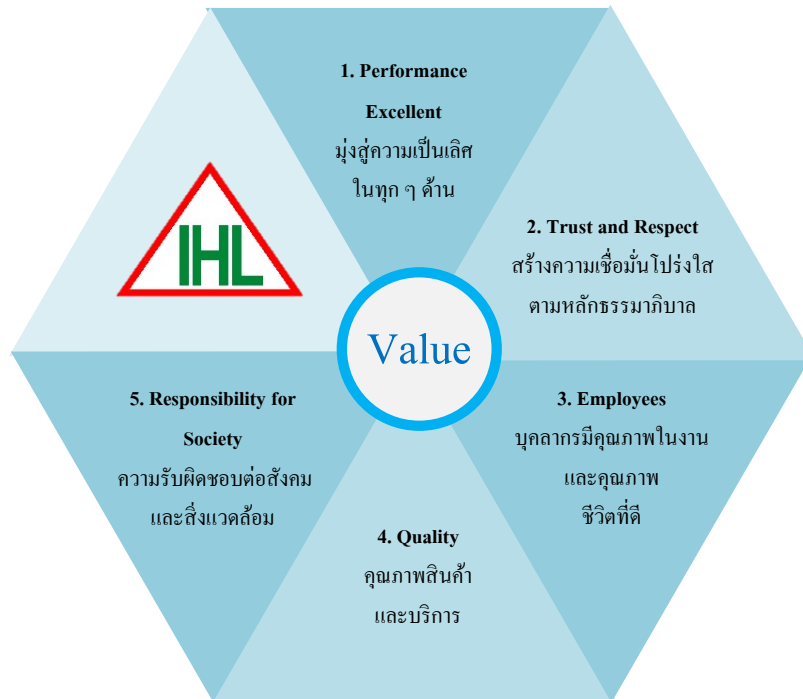 1. Performance
Excellent
มุ่งสู่ความเป็นเลิศ
ในทุก ๆ ด้าน
2. Trust and Respect
สร้างความเชื่อมั่นโปร่งใส
ตามหลักธรรมาภิบาล
3. Employees
บุคลากรมีคุณภาพในงาน
และคุณภาพ
ชีวิตที่ดี
4. Quality
คุณภาพสินค้า
และบริการ
5. Responsibility for
Society
ความรับผิดชอบต่อสังคม
และสิ่งแวดล้อม
IHL
Value